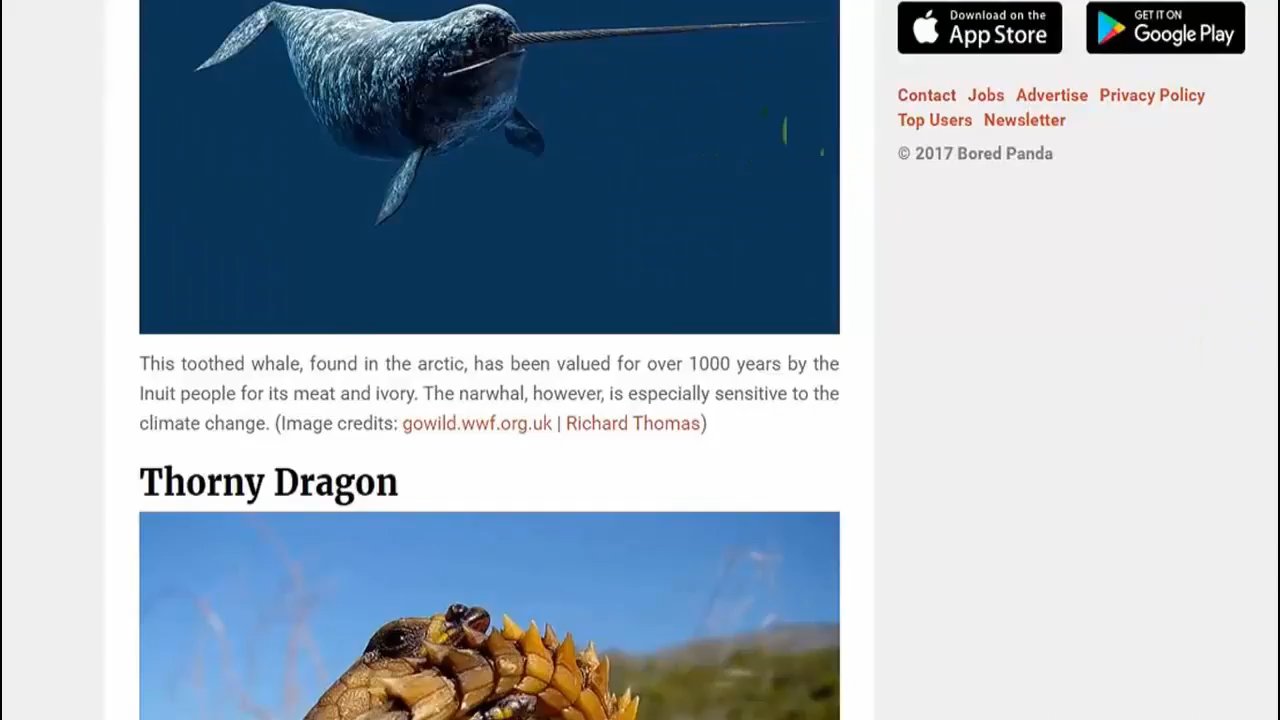 Download on the
App Store
GET IT ON
Google Play
Contact Jobs Advertise Privacy Policy
Top Users Newsletter
© 2017 Bored Panda
This toothed whale, found in the arctic, has been valued for over 1000 years by the
Inuit people for its meat and ivory. The narwhal, however, is especially sensitive to the
climate change. (Image credits: gowild.wwf.org.uk | Richard Thomas)
Thorny Dragon